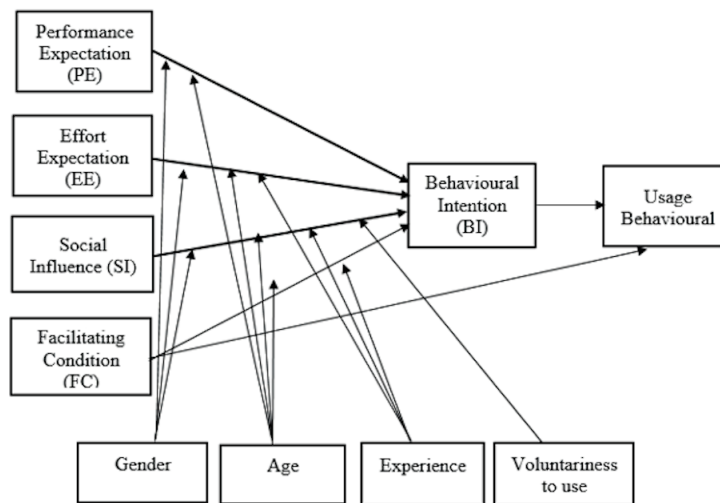 Performance
Expectation
(PE)
Effort
Expectation
(EE)
Social
Influence (SI)
Facilitating
Condition
(FC)
Behavioural
Intention
(BI)
Usage
Behavioural
Gender
Age
Experience
Voluntariness
to use